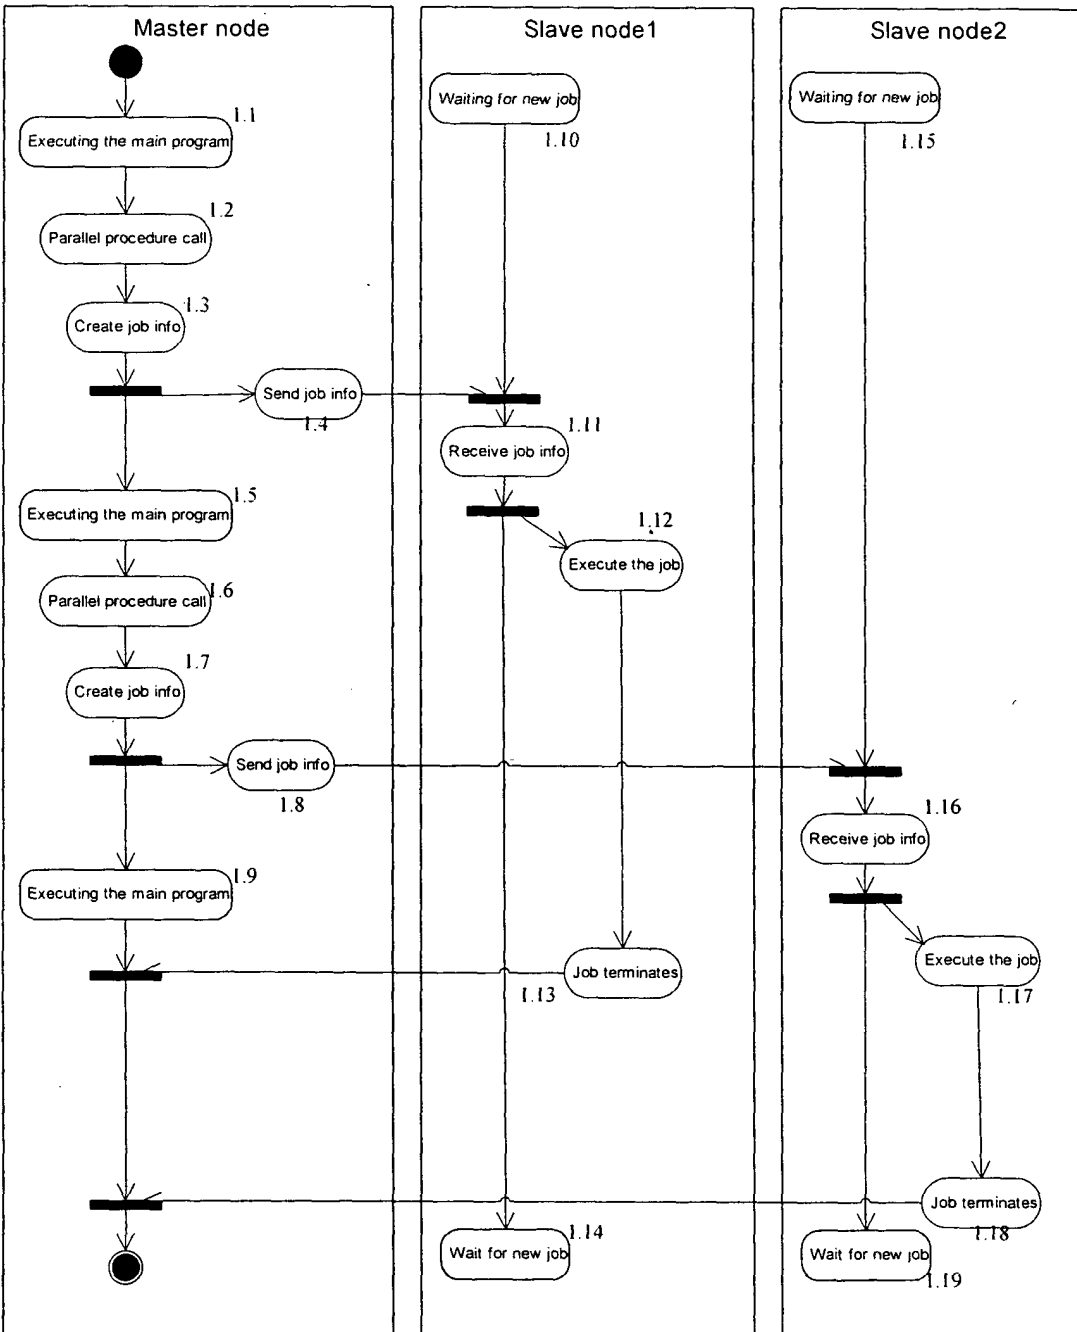 Master node
Slave node1
Slave node2
1.1
Executing the main program
1.2
Parallel procedure call
1.3
Create job info
Send job info
1.4
1.5
Executing the main program
Parallel procedure call
1.6
1.7
Create job info
Send job info
1.8
1.9
Executing the main program
Waiting for new job
1.10
1.11
Receive job info
1.12
Execute the job
Job terminates
1.13
1.14
Wait for new job
Waiting for new job
1.15
1.16
Receive job info
Execute the job
1.17
Job terminates
1.18
Wait for new job
1.19